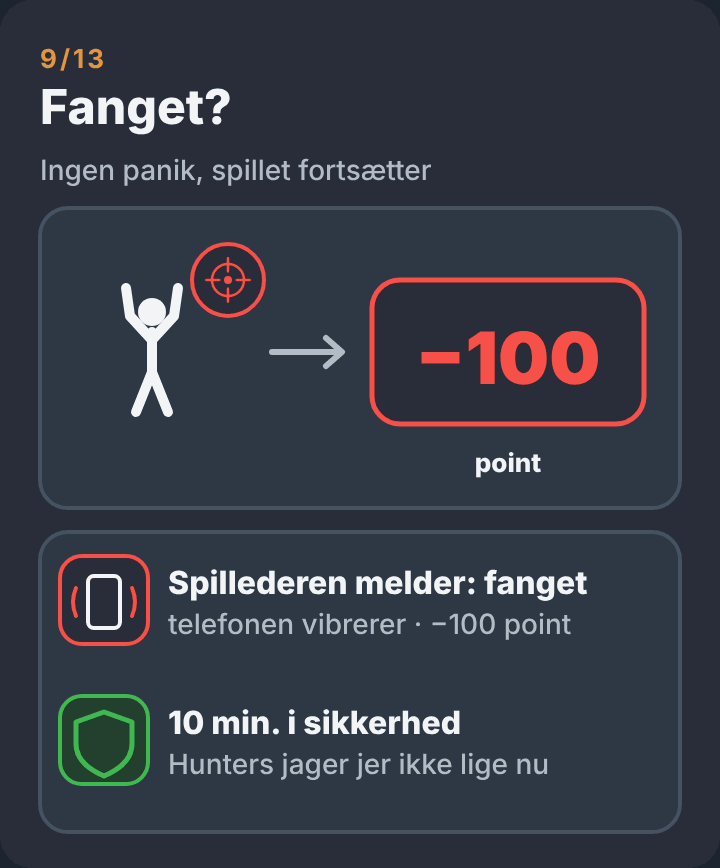 9/13
Fanget?
Ingen panik, spillet fortsætter
−100
point
Spillederen melder: fanget
telefonen vibrerer · −100 point
10 min. i sikkerhed
Hunters jager jer ikke lige nu